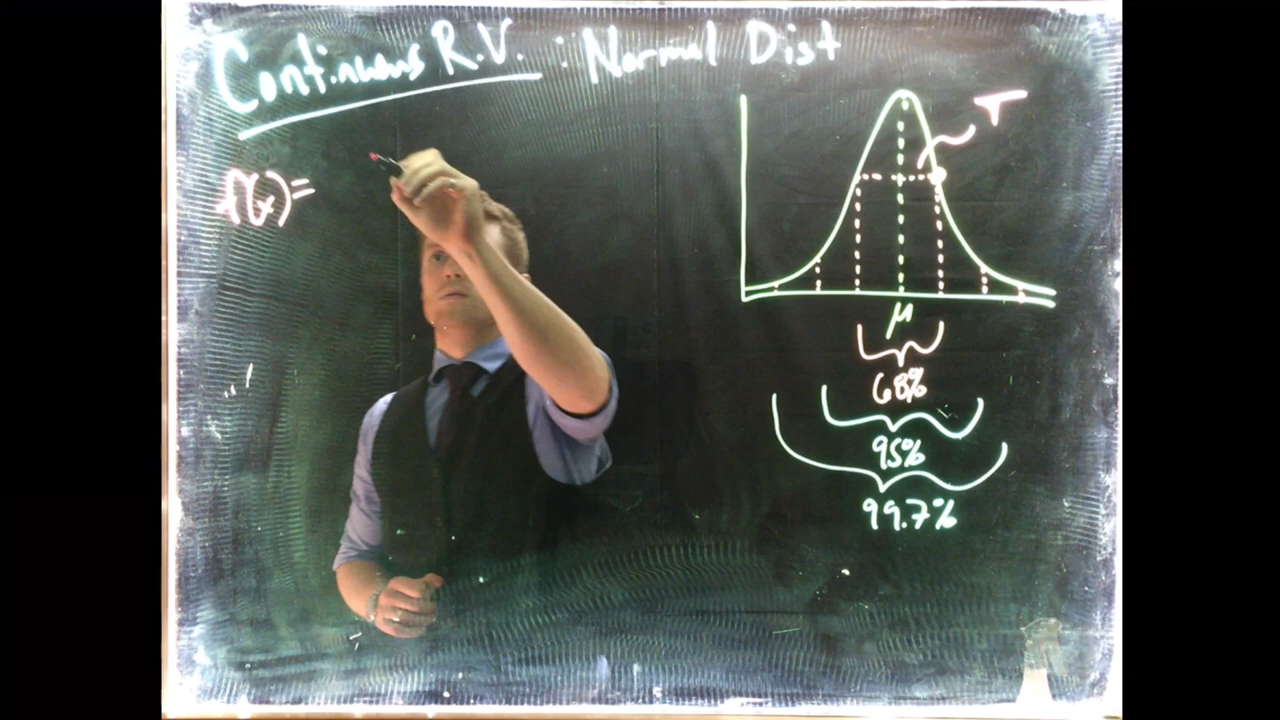 Continuous R.V. : Normal Dist
f(x)=
σ
μ
68%
95%
99.7%